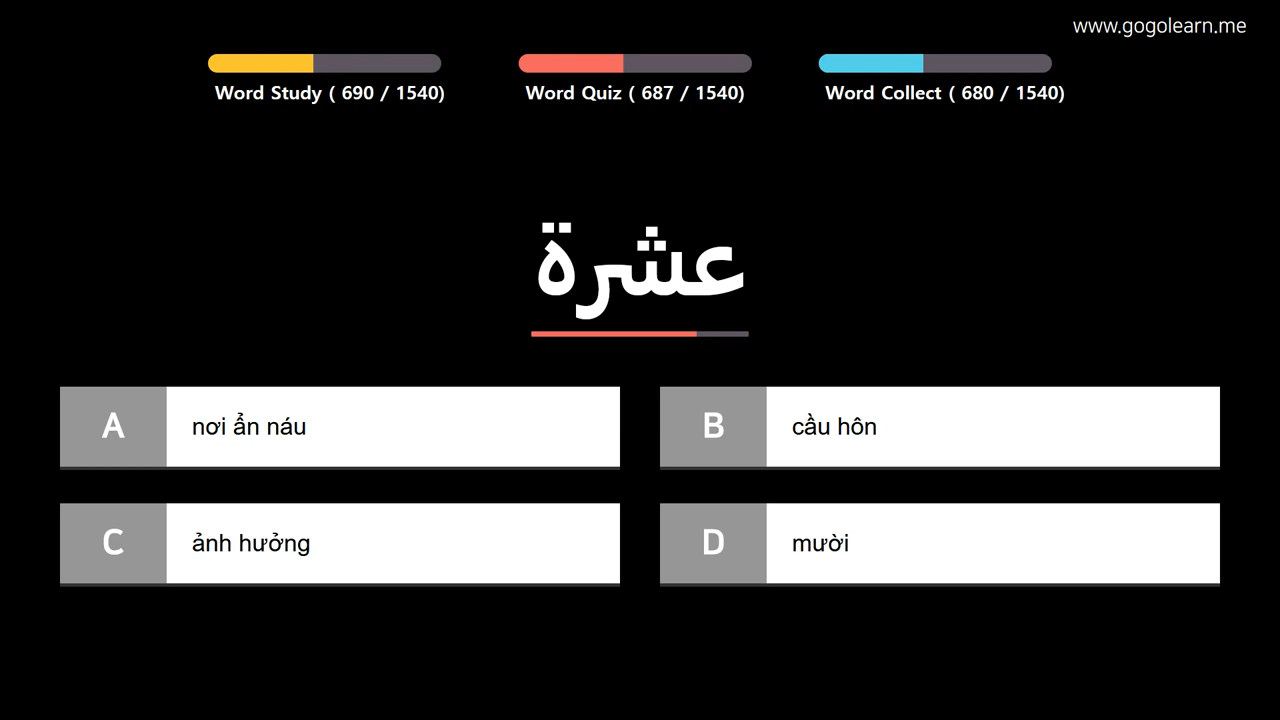 www.gogolearn.me
Word Study ( 690 / 1540)
Word Quiz ( 687 / 1540)
Word Collect ( 680 / 1540)
عشرة
A nơi ẩn náu
B cầu hôn
C ảnh hưởng
D mười